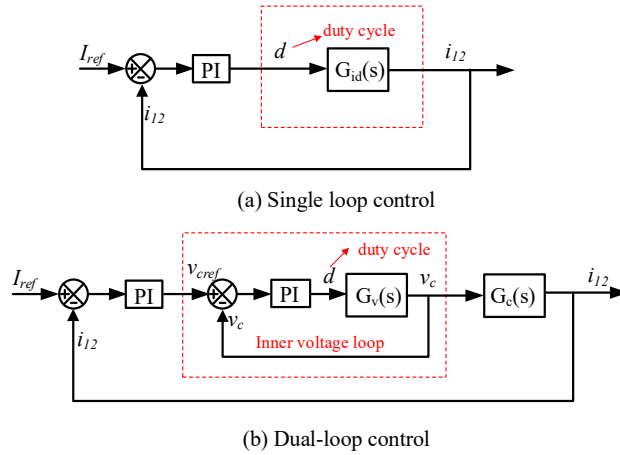 duty cycle
I_ref
+
−
PI
d
G_id(s)
i_12
i_12
(a) Single loop control
duty cycle
I_ref
+
−
PI
v_cref
+
−
PI
d
G_v(s)
v_c
G_c(s)
i_12
v_c
i_12
Inner voltage loop
(b) Dual-loop control